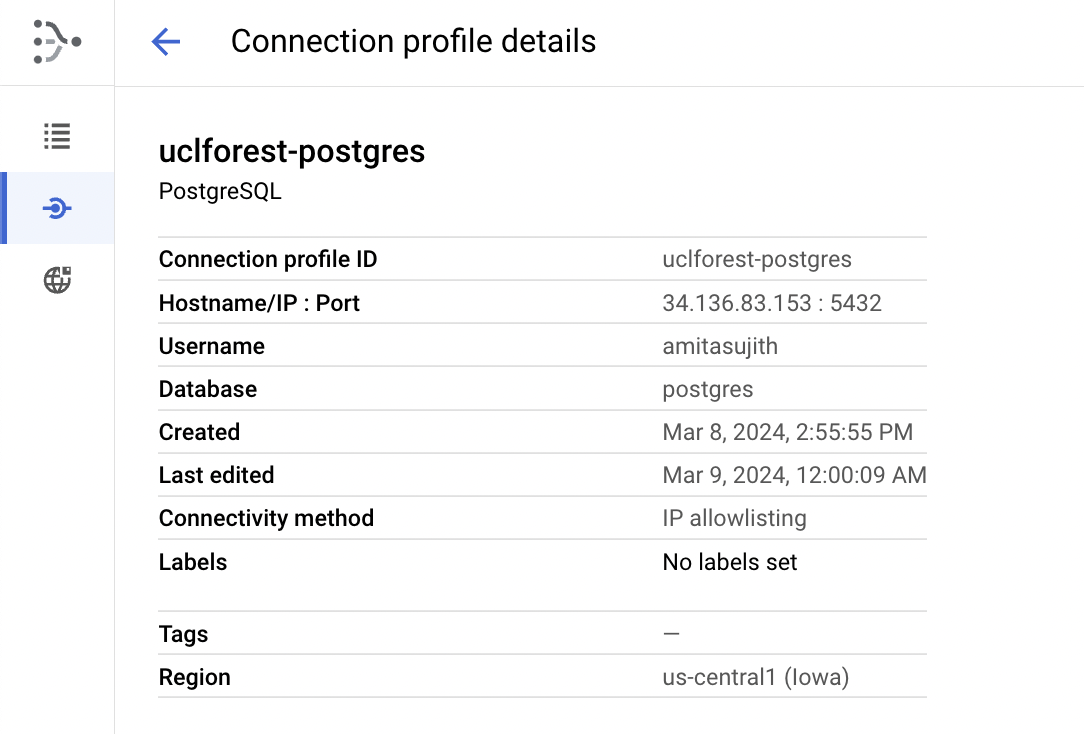 Connection profile details
uclforest-postgres
PostgreSQL
Connection profile ID uclforest-postgres
Hostname/IP : Port 34.136.83.153 : 5432
Username amitasujith
Database postgres
Created Mar 8, 2024, 2:55:55 PM
Last edited Mar 9, 2024, 12:00:09 AM
Connectivity method IP allowlisting
Labels No labels set
Tags —
Region us-central1 (Iowa)